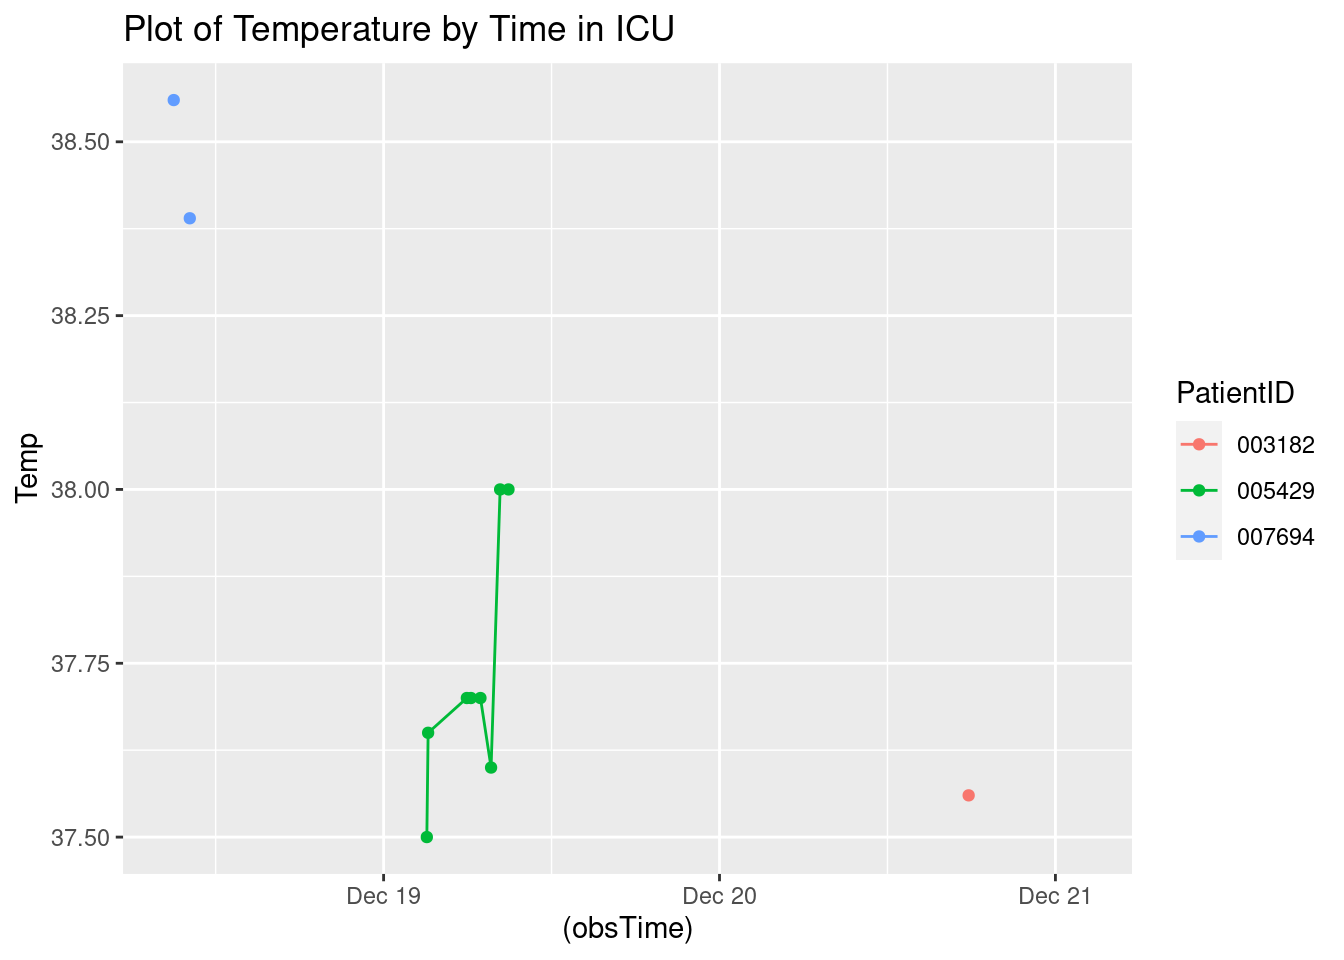 Plot of Temperature by Time in ICU
38.50
38.25
38.00
37.75
37.50
Temp
Dec 19
Dec 20
Dec 21
(obsTime)
PatientID
003182
005429
007694